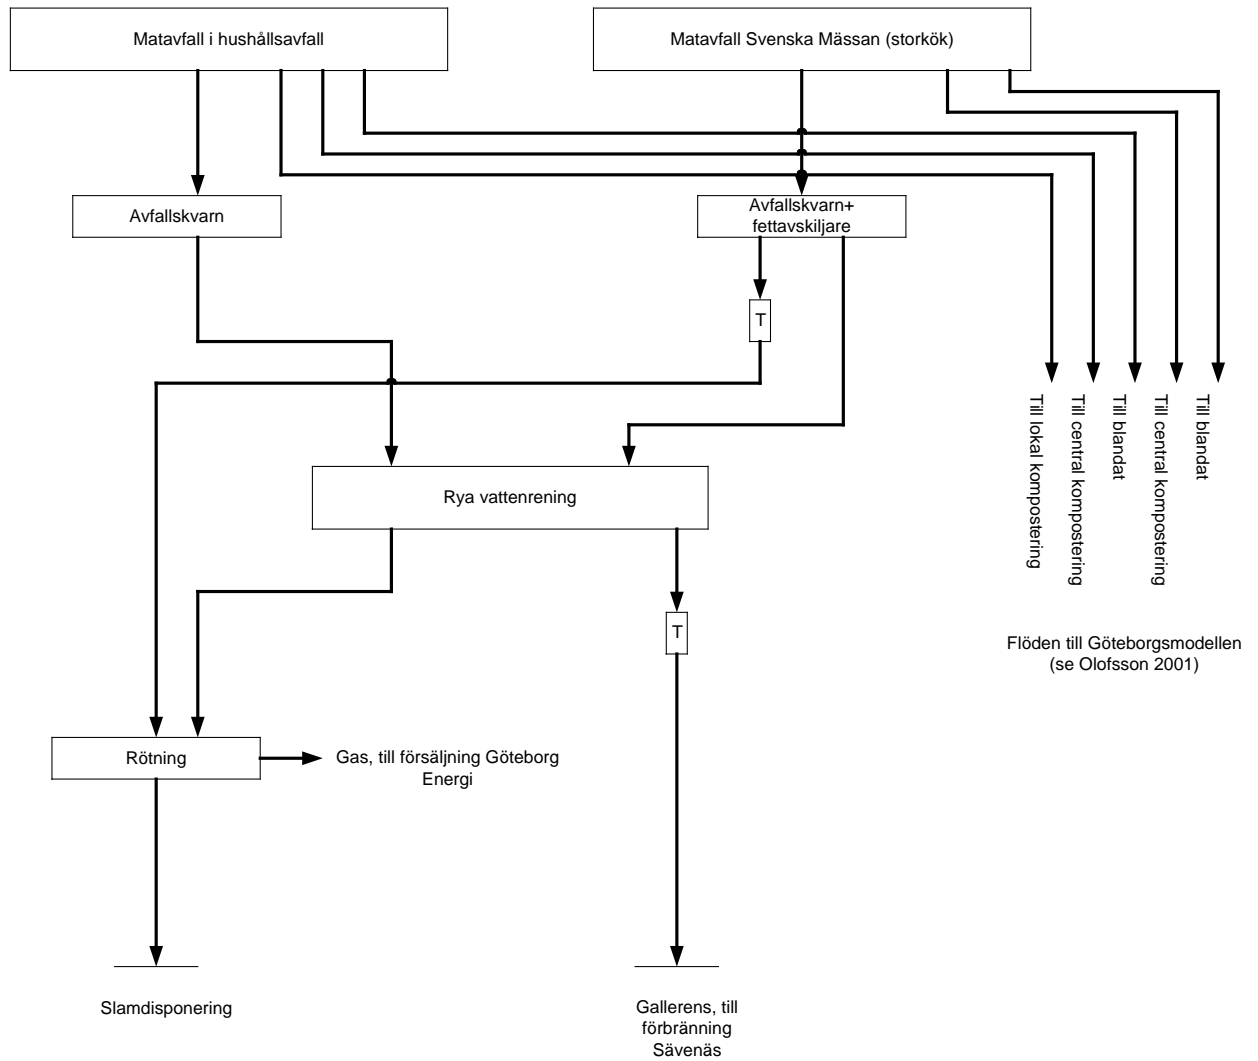 Matavfall i hushållsavfall
Matavfall Svenska Mässan (storkök)
Avfallskvarn
Avfallskvarn+
fettavskiljare
T
Till lokal kompostering
Till central kompostering
Till blandat
Till central kompostering
Till blandat
Rya vattenrening
T
Flöden till Göteborgsmodellen
(se Olofsson 2001)
Rötning
Gas, till försäljning Göteborg
Energi
Slamdisponering
Gallerens, till
förbränning
Sävenäs